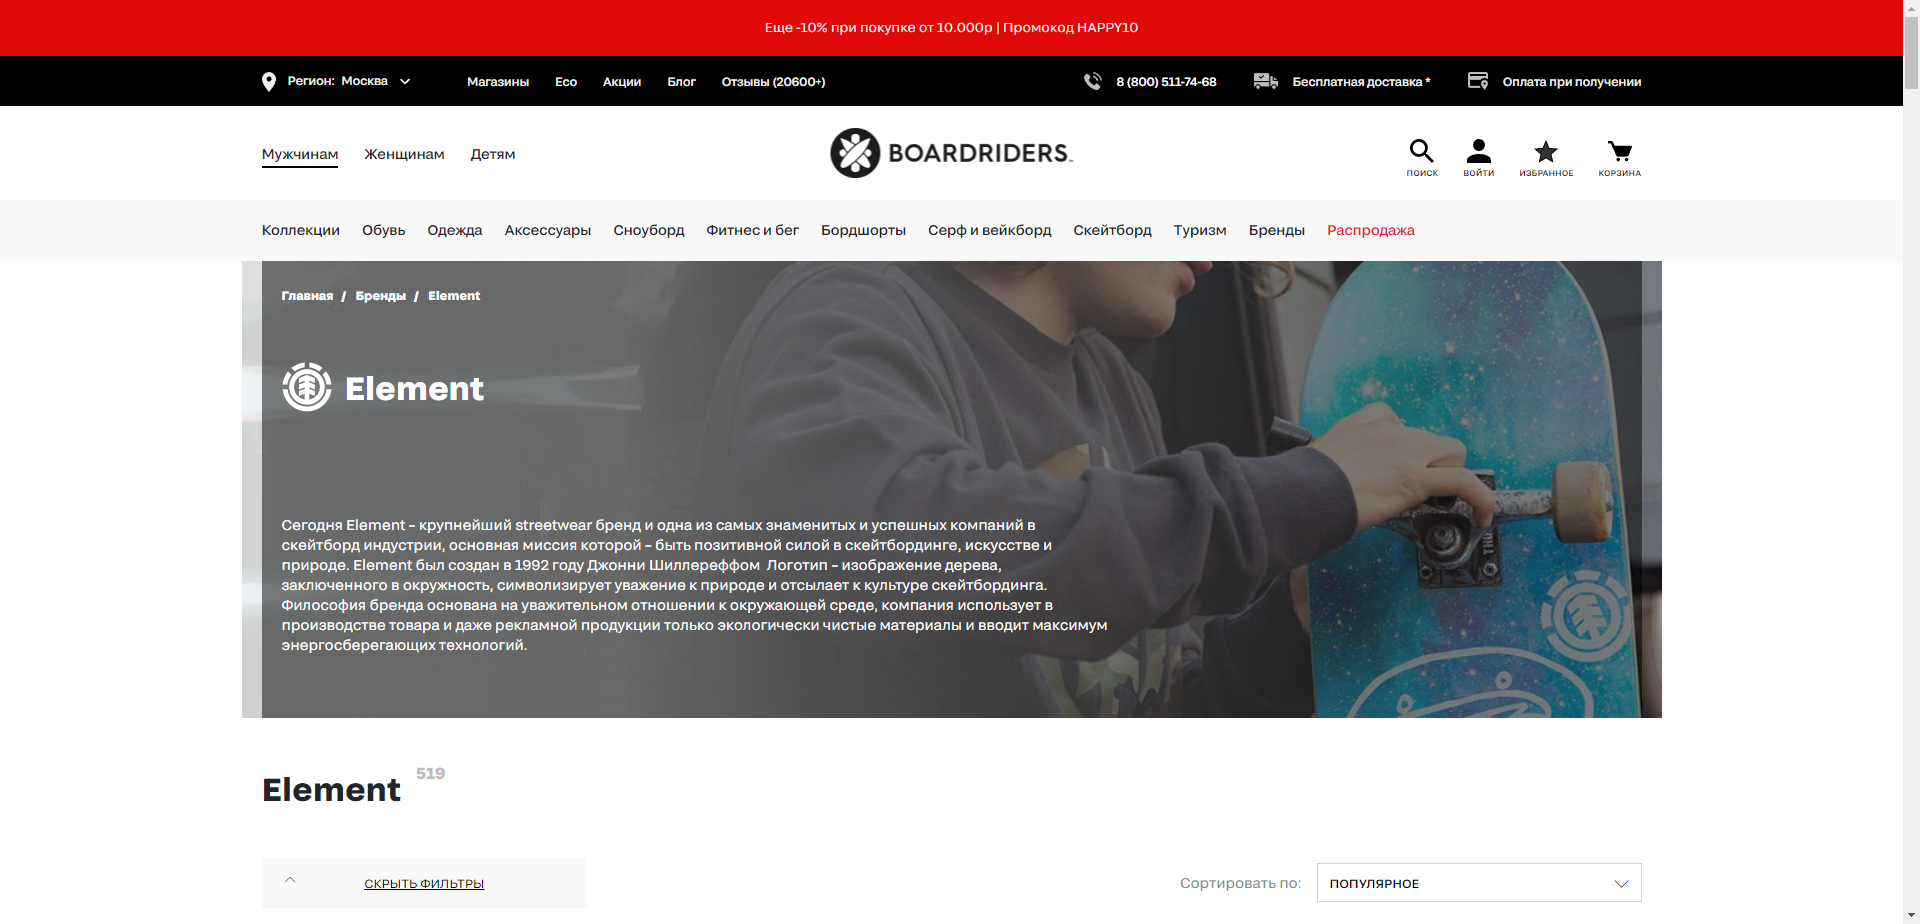 Еще -10% при покупке от 10.000р | Промокод HAPPY10
Регион: Москва
Магазины
Eco
Акции
Блог
Отзывы (20600+)
8 (800) 511-74-68
Бесплатная доставка *
Оплата при получении
Мужчинам
Женщинам
Детям
BOARDRIDERS
ПОИСК
ВОЙТИ
ИЗБРАННОЕ
КОРЗИНА
Коллекции
Обувь
Одежда
Аксессуары
Сноуборд
Фитнес и бег
Бордшорты
Серф и вейкборд
Скейтборд
Туризм
Бренды
Распродажа
Главная / Бренды / Element
Element
Сегодня Element – крупнейший streetwear бренд и одна из самых знаменитых и успешных компаний в
скейтборд индустрии, основная миссия которой – быть позитивной силой в скейтбординге, искусстве и
природе. Element был создан в 1992 году Джонни Шиллереффом  Логотип – изображение дерева,
заключенного в окружность, символизирует уважение к природе и отсылает к культуре скейтбординга.
Философия бренда основана на уважительном отношении к окружающей среде, компания использует в
производстве товара и даже рекламной продукции только экологически чистые материалы и вводит максимум
энергосберегающих технологий.
Element 519
СКРЫТЬ ФИЛЬТРЫ
Сортировать по:
ПОПУЛЯРНОЕ